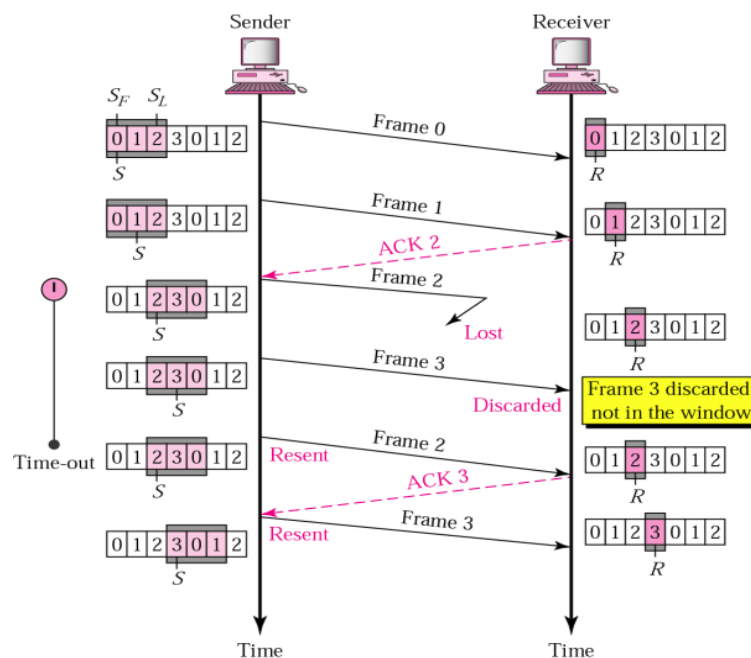 Sender
Receiver
S_F S_L
0 1 2 3 0 1 2
S
Frame 0
0 1 2 3 0 1 2
R
0 1 2 3 0 1 2
S
Frame 1
0 1 2 3 0 1 2
R
ACK 2
0 1 2 3 0 1 2
S
Frame 2
Lost
0 1 2 3 0 1 2
R
0 1 2 3 0 1 2
S
Frame 3
Discarded
Frame 3 discarded
not in the window
Time-out
0 1 2 3 0 1 2
S
Resent
Frame 2
0 1 2 3 0 1 2
R
ACK 3
0 1 2 3 0 1 2
S
Resent
Frame 3
0 1 2 3 0 1 2
R
Time
Time